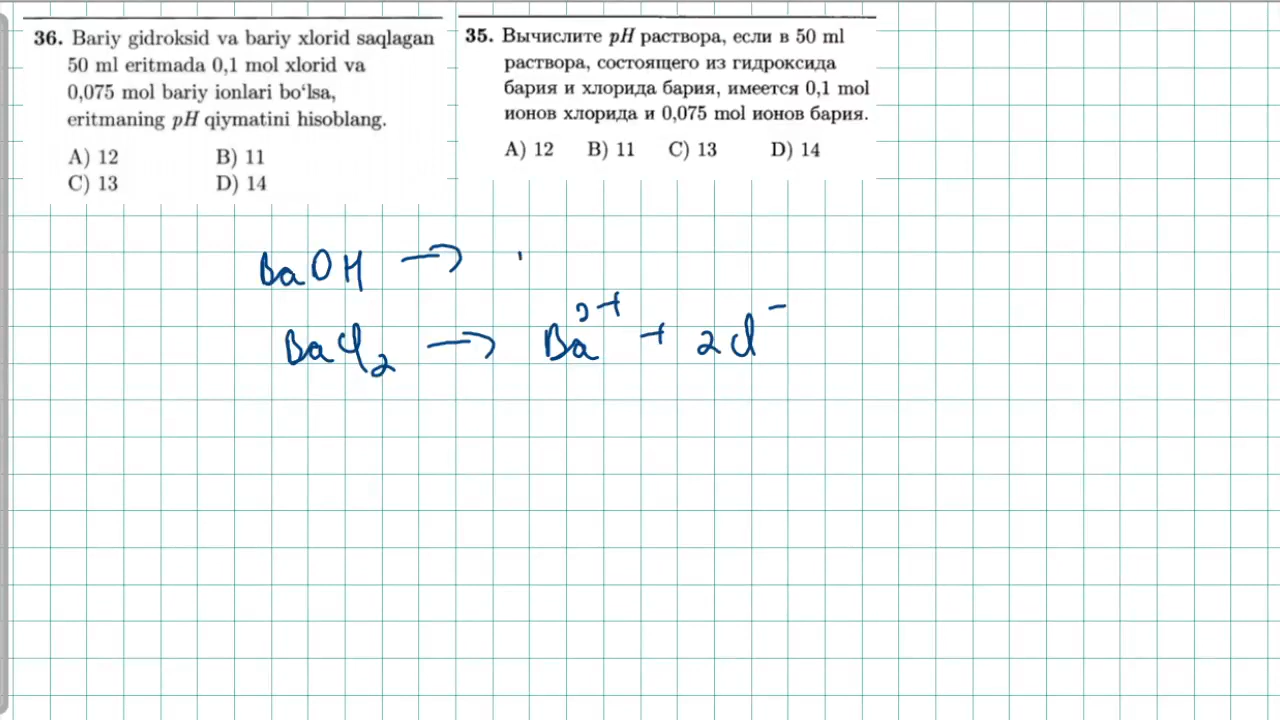 36. Bariy gidroksid va bariy xlorid saqlagan
50 ml eritmada 0,1 mol xlorid va
0,075 mol bariy ionlari bo‘lsa,
eritmaning pH qiymatini hisoblang.
A) 12 B) 11
C) 13 D) 14
35. Вычислите pH раствора, если в 50 ml
раствора, состоящего из гидроксида
бария и хлорида бария, имеется 0,1 mol
ионов хлорида и 0,075 mol ионов бария.
A) 12 B) 11 C) 13 D) 14
BaOH →
BaCl₂ → Ba²⁺ + 2Cl⁻